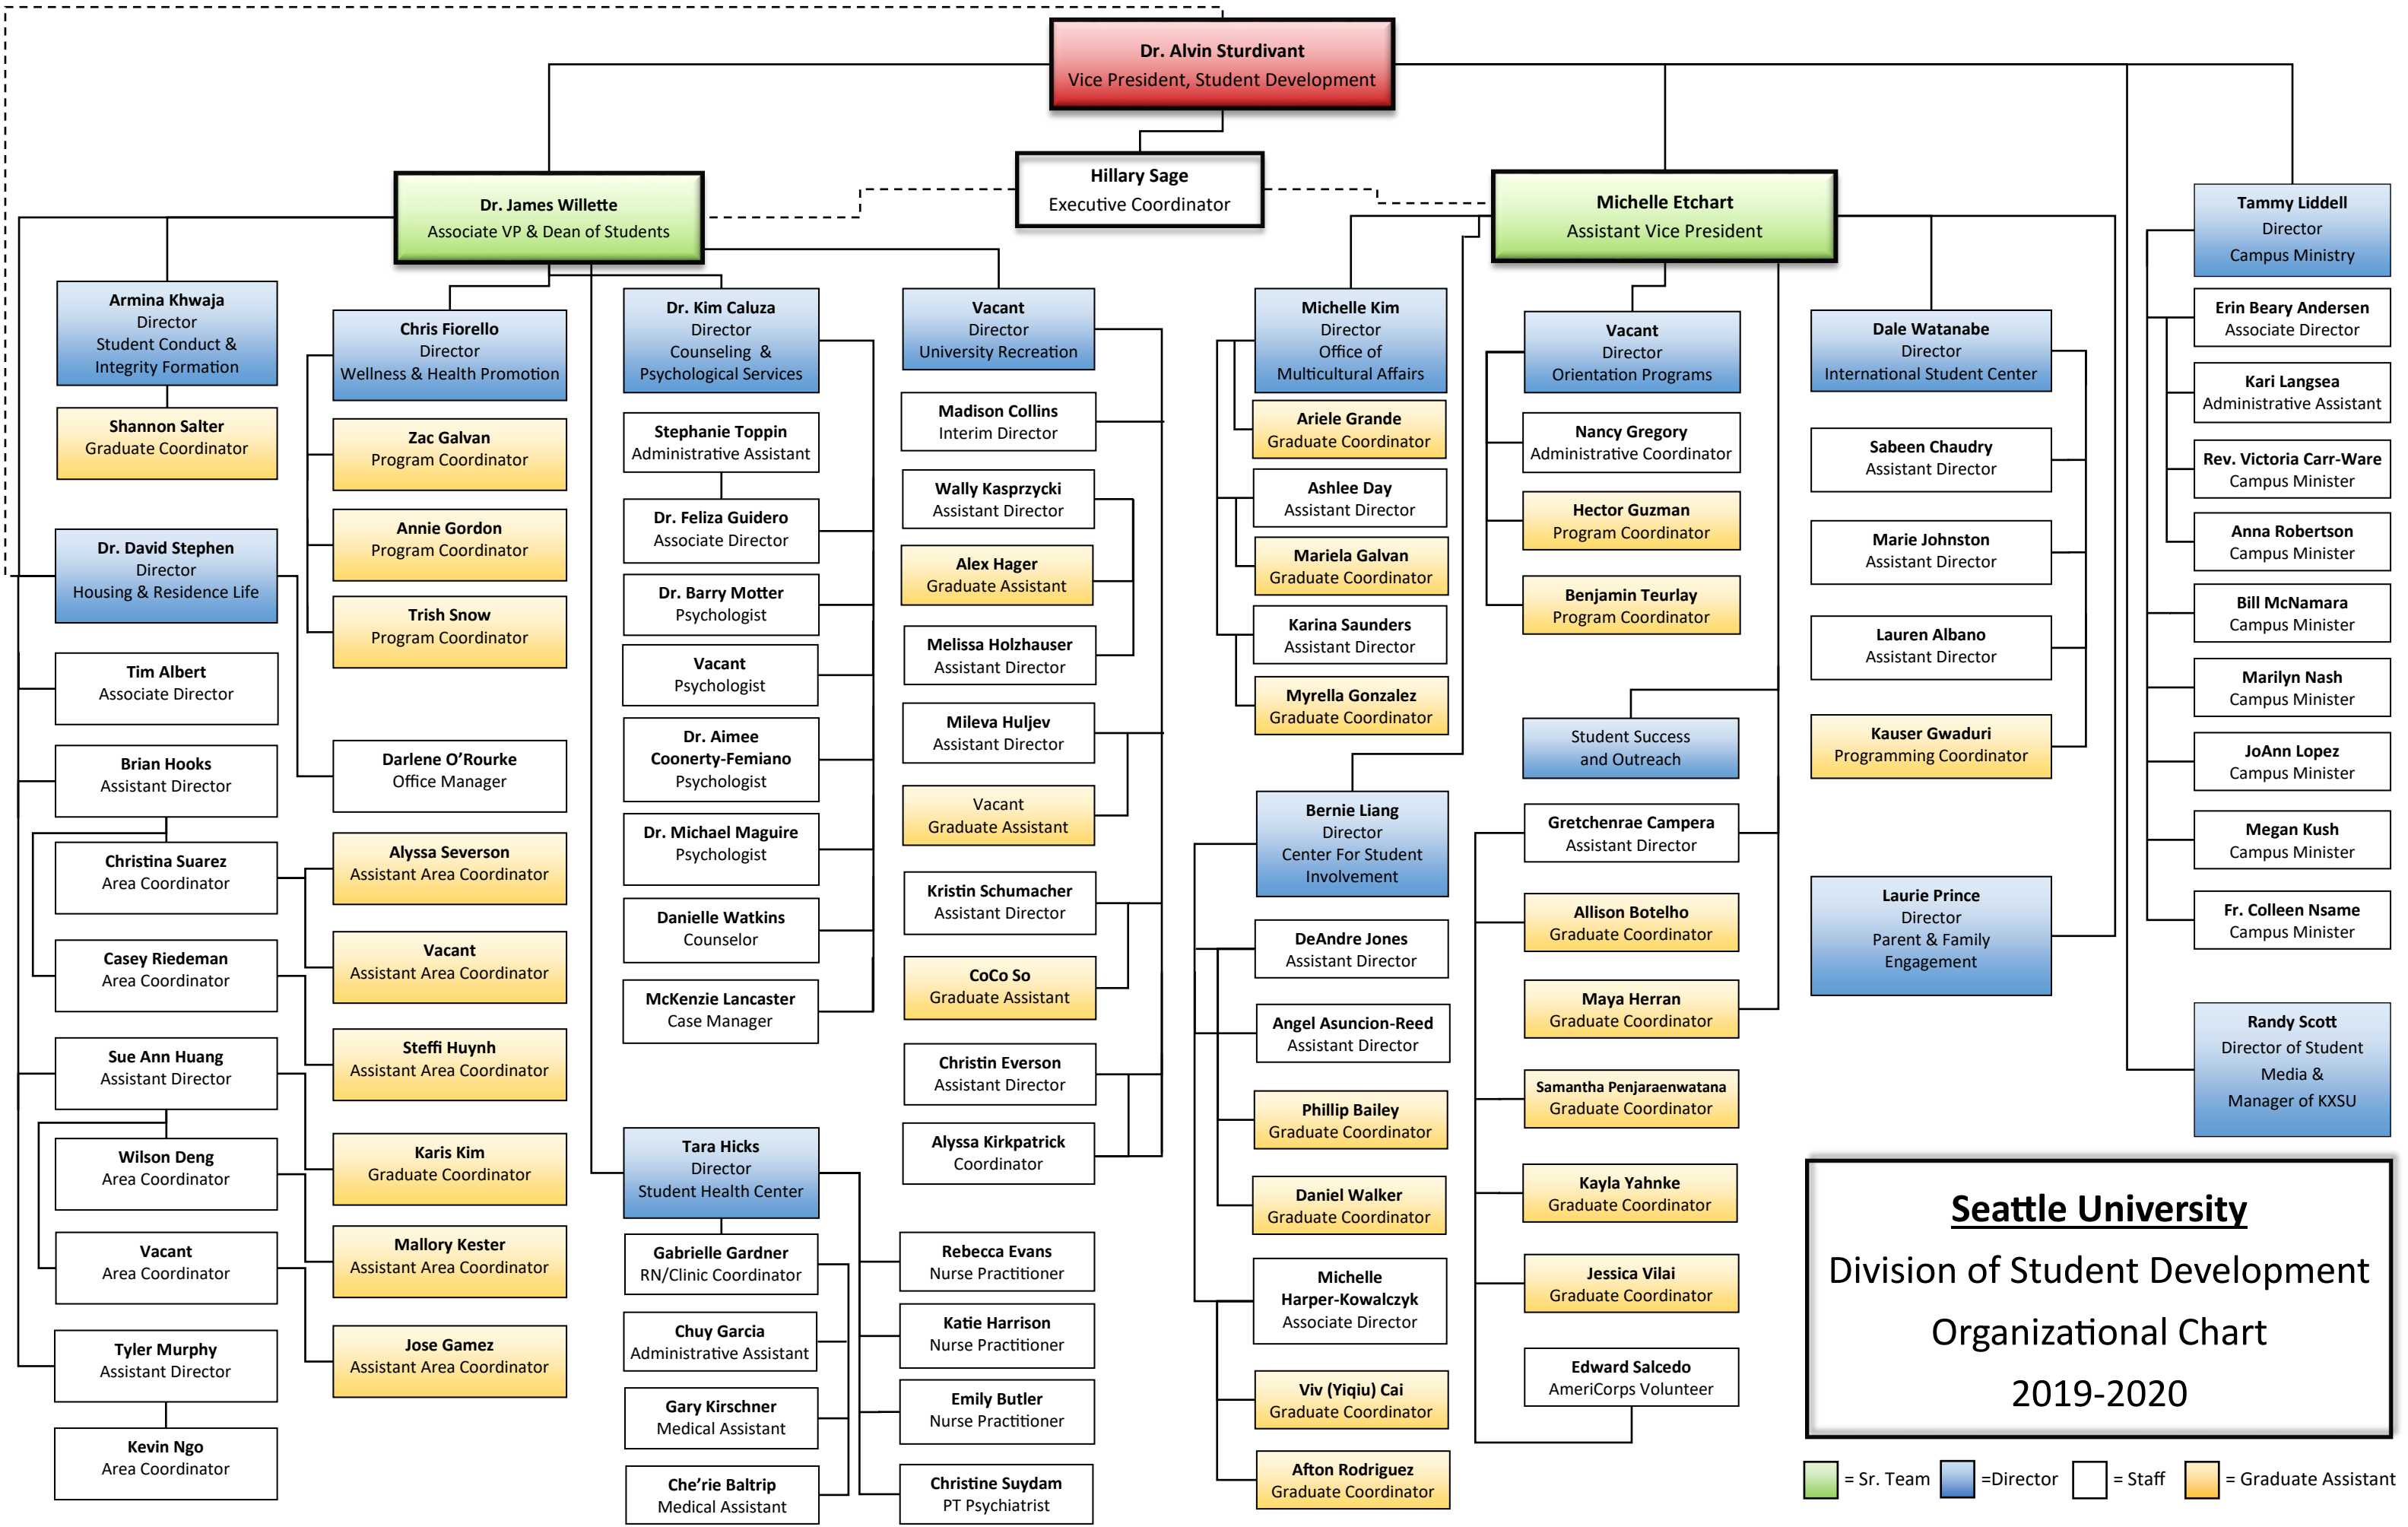 Dr. Alvin Sturdivant
Vice President, Student Development
Hillary Sage
Executive Coordinator
Dr. James Willette
Associate VP & Dean of Students
Michelle Etchart
Assistant Vice President
Armina Khwaja
Director
Student Conduct &
Integrity Formation
Shannon Salter
Graduate Coordinator
Dr. David Stephen
Director
Housing & Residence Life
Tim Albert
Associate Director
Brian Hooks
Assistant Director
Christina Suarez
Area Coordinator
Casey Riedeman
Area Coordinator
Sue Ann Huang
Assistant Director
Wilson Deng
Area Coordinator
Vacant
Area Coordinator
Tyler Murphy
Assistant Director
Kevin Ngo
Area Coordinator
Chris Fiorello
Director
Wellness & Health Promotion
Zac Galvan
Program Coordinator
Annie Gordon
Program Coordinator
Trish Snow
Program Coordinator
Darlene O’Rourke
Office Manager
Alyssa Severson
Assistant Area Coordinator
Vacant
Assistant Area Coordinator
Steffi Huynh
Assistant Area Coordinator
Karis Kim
Graduate Coordinator
Mallory Kester
Assistant Area Coordinator
Jose Gamez
Assistant Area Coordinator
Dr. Kim Caluza
Director
Counseling &
Psychological Services
Stephanie Toppin
Administrative Assistant
Dr. Feliza Guidero
Associate Director
Dr. Barry Motter
Psychologist
Vacant
Psychologist
Dr. Aimee
Coonerty-Femiano
Psychologist
Dr. Michael Maguire
Psychologist
Danielle Watkins
Counselor
McKenzie Lancaster
Case Manager
Tara Hicks
Director
Student Health Center
Gabrielle Gardner
RN/Clinic Coordinator
Chuy Garcia
Administrative Assistant
Gary Kirschner
Medical Assistant
Che’rie Baltrip
Medical Assistant
Vacant
Director
University Recreation
Madison Collins
Interim Director
Wally Kasprzycki
Assistant Director
Alex Hager
Graduate Assistant
Melissa Holzhauser
Assistant Director
Mileva Huljev
Assistant Director
Vacant
Graduate Assistant
Kristin Schumacher
Assistant Director
CoCo So
Graduate Assistant
Christin Everson
Assistant Director
Alyssa Kirkpatrick
Coordinator
Rebecca Evans
Nurse Practitioner
Katie Harrison
Nurse Practitioner
Emily Butler
Nurse Practitioner
Christine Suydam
PT Psychiatrist
Michelle Kim
Director
Office of
Multicultural Affairs
Ariele Grande
Graduate Coordinator
Ashlee Day
Assistant Director
Mariela Galvan
Graduate Coordinator
Karina Saunders
Assistant Director
Myrella Gonzalez
Graduate Coordinator
Bernie Liang
Director
Center For Student
Involvement
DeAndre Jones
Assistant Director
Angel Asuncion-Reed
Assistant Director
Phillip Bailey
Graduate Coordinator
Daniel Walker
Graduate Coordinator
Michelle
Harper-Kowalczyk
Associate Director
Viv (Yiqiu) Cai
Graduate Coordinator
Afton Rodriguez
Graduate Coordinator
Vacant
Director
Orientation Programs
Nancy Gregory
Administrative Coordinator
Hector Guzman
Program Coordinator
Benjamin Teurlay
Program Coordinator
Student Success
and Outreach
Gretchenrae Campera
Assistant Director
Allison Botelho
Graduate Coordinator
Maya Herran
Graduate Coordinator
Samantha Penjaraenwatana
Graduate Coordinator
Kayla Yahnke
Graduate Coordinator
Jessica Vilai
Graduate Coordinator
Edward Salcedo
AmeriCorps Volunteer
Dale Watanabe
Director
International Student Center
Sabeen Chaudry
Assistant Director
Marie Johnston
Assistant Director
Lauren Albano
Assistant Director
Kauser Gwaduri
Programming Coordinator
Laurie Prince
Director
Parent & Family
Engagement
Tammy Liddell
Director
Campus Ministry
Erin Beary Andersen
Associate Director
Kari Langsea
Administrative Assistant
Rev. Victoria Carr-Ware
Campus Minister
Anna Robertson
Campus Minister
Bill McNamara
Campus Minister
Marilyn Nash
Campus Minister
JoAnn Lopez
Campus Minister
Megan Kush
Campus Minister
Fr. Colleen Nsame
Campus Minister
Randy Scott
Director of Student
Media &
Manager of KXSU
Seattle University
Division of Student Development
Organizational Chart
2019-2020
= Sr. Team
=Director
= Staff
= Graduate Assistant